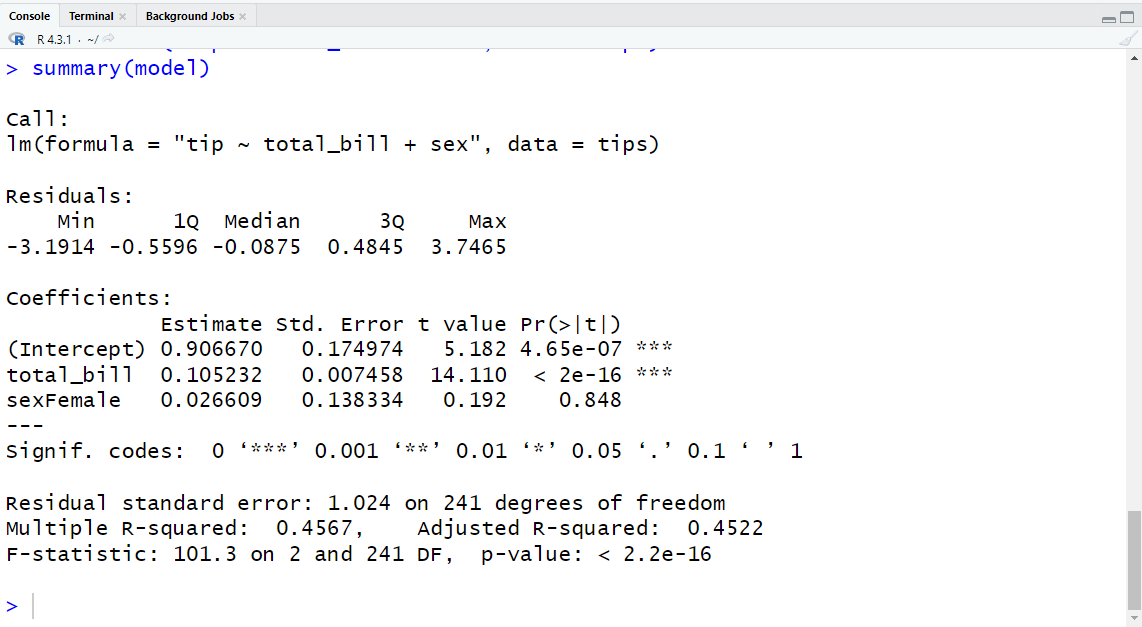 Console Terminal × Background Jobs ×
R 4.3.1 · ~/
> summary(model)
Call:
lm(formula = "tip ~ total_bill + sex", data = tips)
Residuals:
    Min      1Q  Median      3Q     Max
-3.1914 -0.5596 -0.0875  0.4845  3.7465
Coefficients:
            Estimate Std. Error t value Pr(>|t|)
(Intercept) 0.906670   0.174974   5.182 4.65e-07 ***
total_bill  0.105232   0.007458  14.110  < 2e-16 ***
sexFemale   0.026609   0.138334   0.192    0.848
---
Signif. codes:  0 ‘***’ 0.001 ‘**’ 0.01 ‘*’ 0.05 ‘.’ 0.1 ‘ ’ 1
Residual standard error: 1.024 on 241 degrees of freedom
Multiple R-squared:  0.4567,    Adjusted R-squared:  0.4522
F-statistic: 101.3 on 2 and 241 DF,  p-value: < 2.2e-16
>